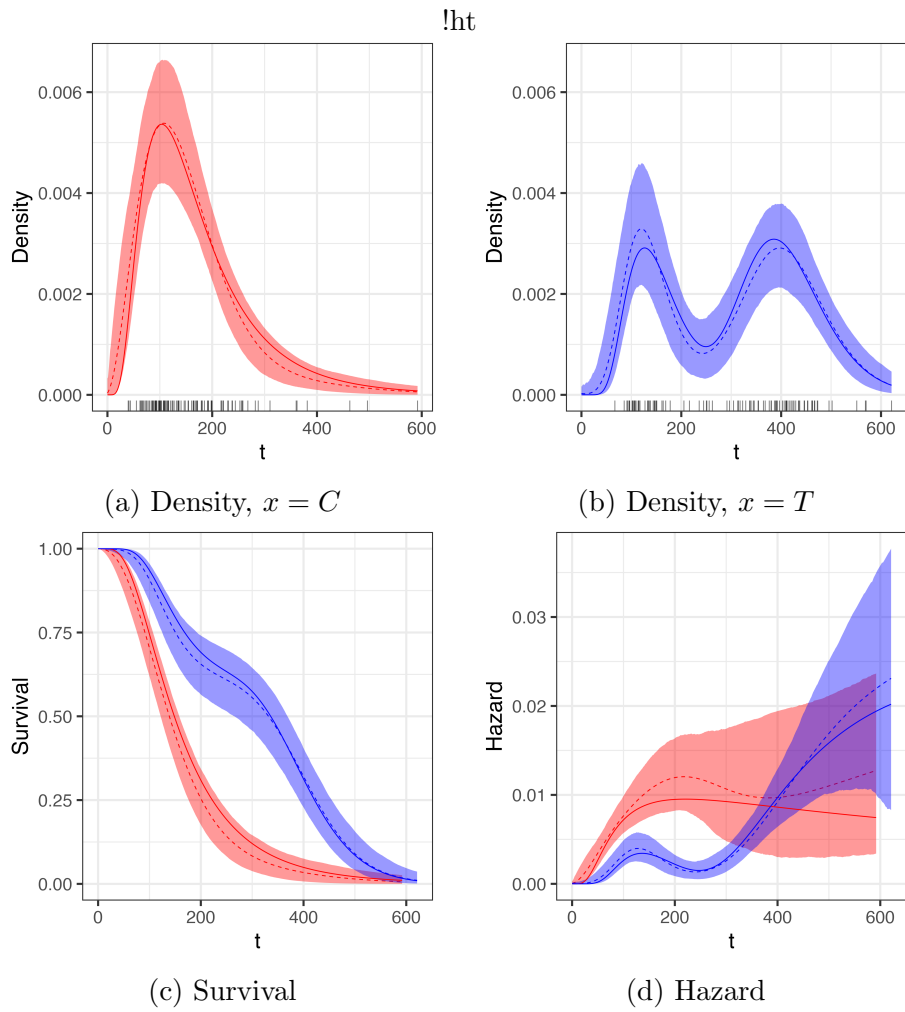 !ht
Density
0.006
0.004
0.002
0.000
0 200 400 600
t
Density
0.006
0.004
0.002
0.000
0 200 400 600
t
(a) Density, x = C
(b) Density, x = T
Survival
1.00
0.75
0.50
0.25
0.00
0 200 400 600
t
Hazard
0.03
0.02
0.01
0.00
0 200 400 600
t
(c) Survival
(d) Hazard